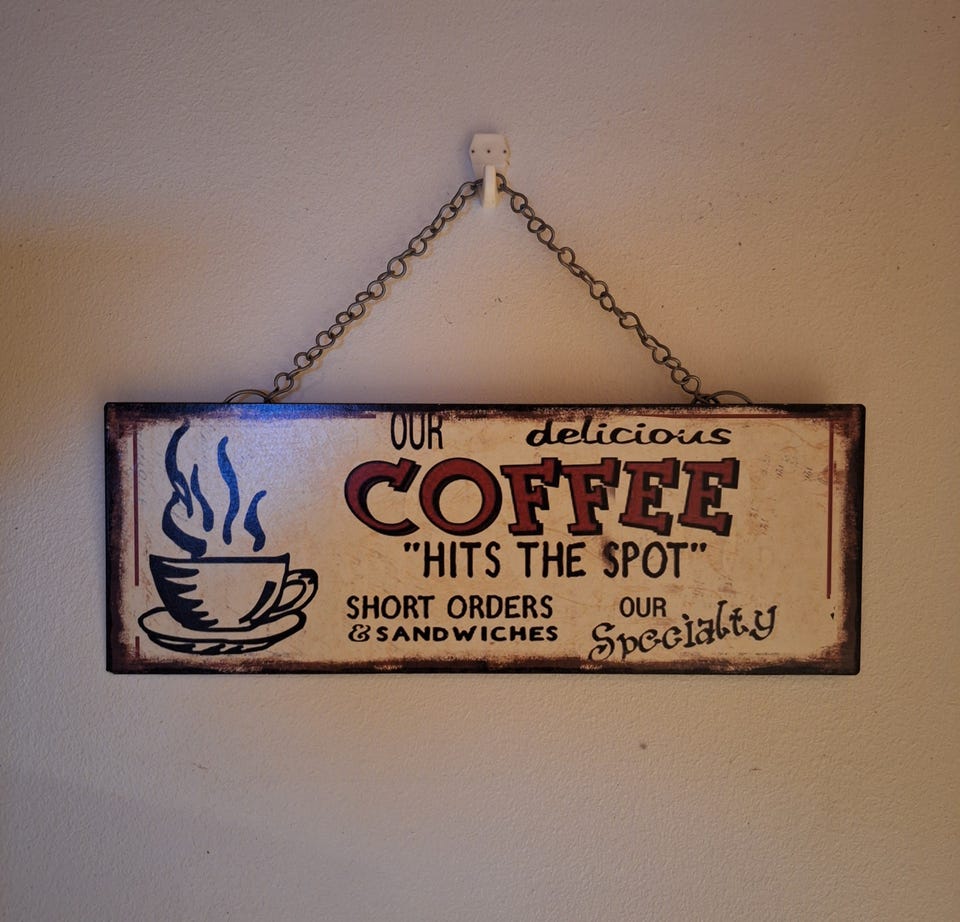 OUR delicious
COFFEE
"HITS THE SPOT"
SHORT ORDERS
& SANDWICHES
OUR
Specialty